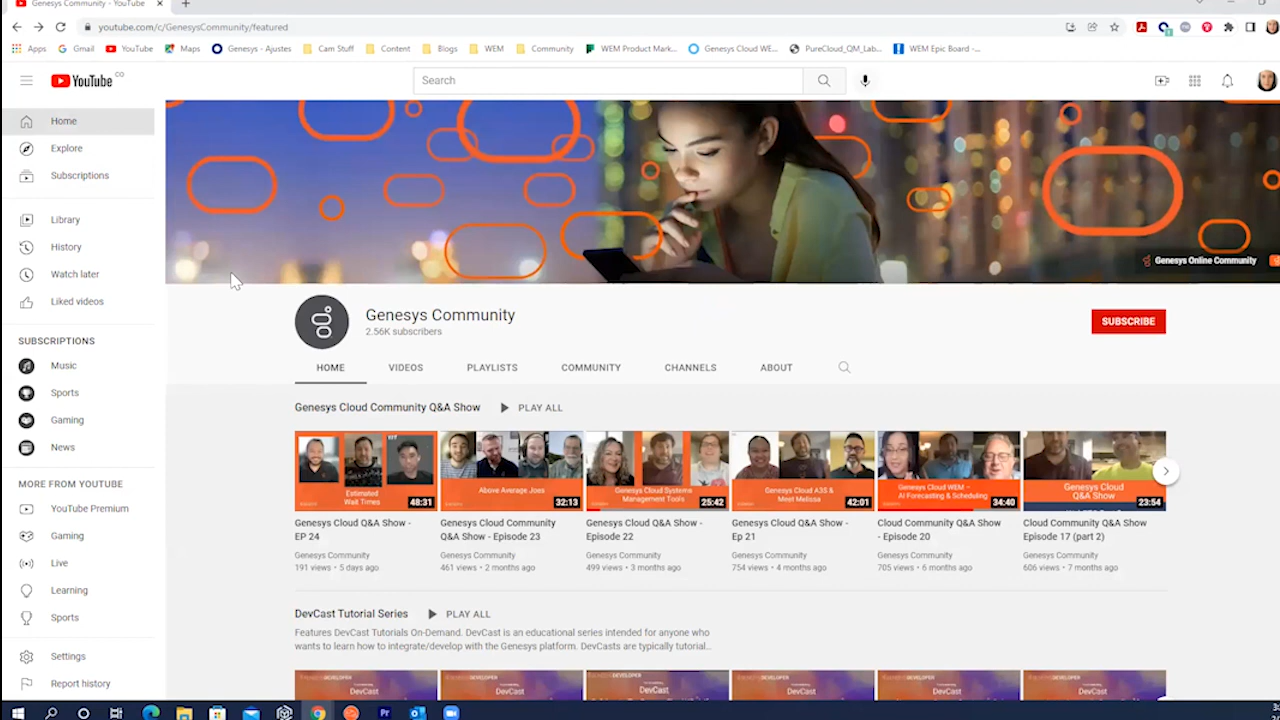 Genesys Community - YouTube
youtube.com/c/GenesysCommunity/featured
Apps Gmail YouTube Maps Genesys - Ajustes Cam Stuff Content Blogs WEM Community WEM Product Mark... Genesys Cloud WE... PureCloud_QM_Lab... WEM Epic Board -...
YouTube CO
Search
Home
Explore
Subscriptions
Library
History
Watch later
Liked videos
SUBSCRIPTIONS
Music
Sports
Gaming
News
MORE FROM YOUTUBE
YouTube Premium
Gaming
Live
Learning
Sports
Settings
Report history
Genesys Online Community
Genesys Community
2.56K subscribers
SUBSCRIBE
HOME VIDEOS PLAYLISTS COMMUNITY CHANNELS ABOUT
Genesys Cloud Community Q&A Show PLAY ALL
Estimated
Wait Times
48:31
Genesys Cloud Q&A Show -
EP 24
Genesys Community
191 views • 5 days ago
Above Average Joes
32:13
Genesys Cloud Community
Q&A Show - Episode 23
Genesys Community
461 views • 2 months ago
Genesys Cloud Systems
Management Tools
25:42
Genesys Cloud Q&A Show -
Episode 22
Genesys Community
499 views • 3 months ago
Genesys Cloud A3S &
Meet Melissa
42:01
Genesys Cloud Q&A Show -
Ep 21
Genesys Community
754 views • 4 months ago
Genesys Cloud WEM –
AI Forecasting & Scheduling
34:40
Cloud Community Q&A Show
- Episode 20
Genesys Community
705 views • 6 months ago
Genesys Cloud
Q&A Show
23:54
Cloud Community Q&A Show
Episode 17 (part 2)
Genesys Community
606 views • 7 months ago
DevCast Tutorial Series PLAY ALL
Features DevCast Tutorials On-Demand. DevCast is an educational series intended for anyone who
wants to learn how to integrate/develop with the Genesys platform. DevCasts are typically tutorial...
DevCast
DevCast
DevCast
DevCast
DevCast
DevCast